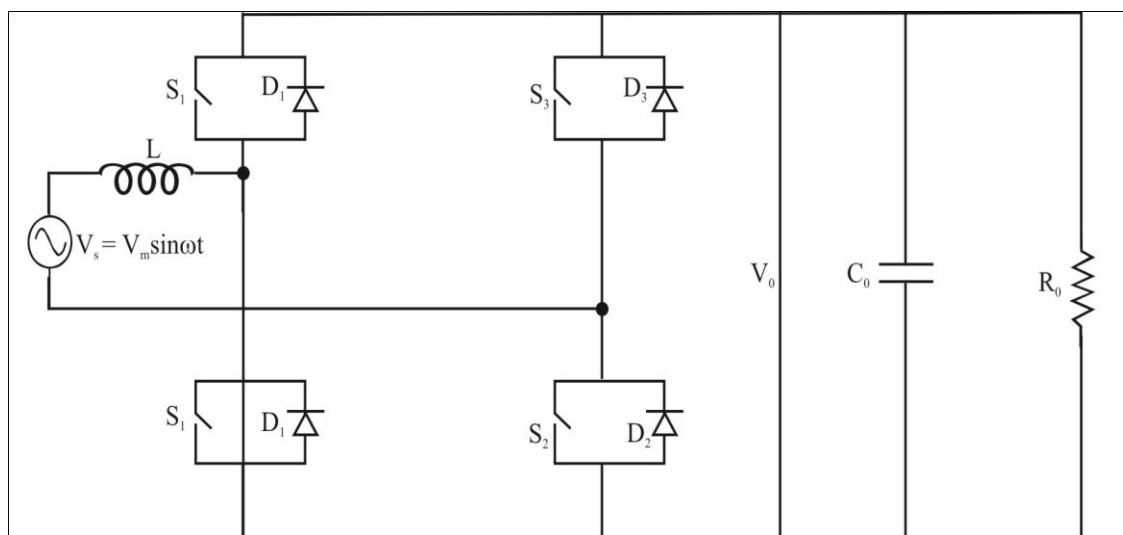 S₁ D₁
S₃ D₃
L
Vₛ = Vₘsinωt
V₀
C₀
R₀
S₁ D₁
S₂ D₂